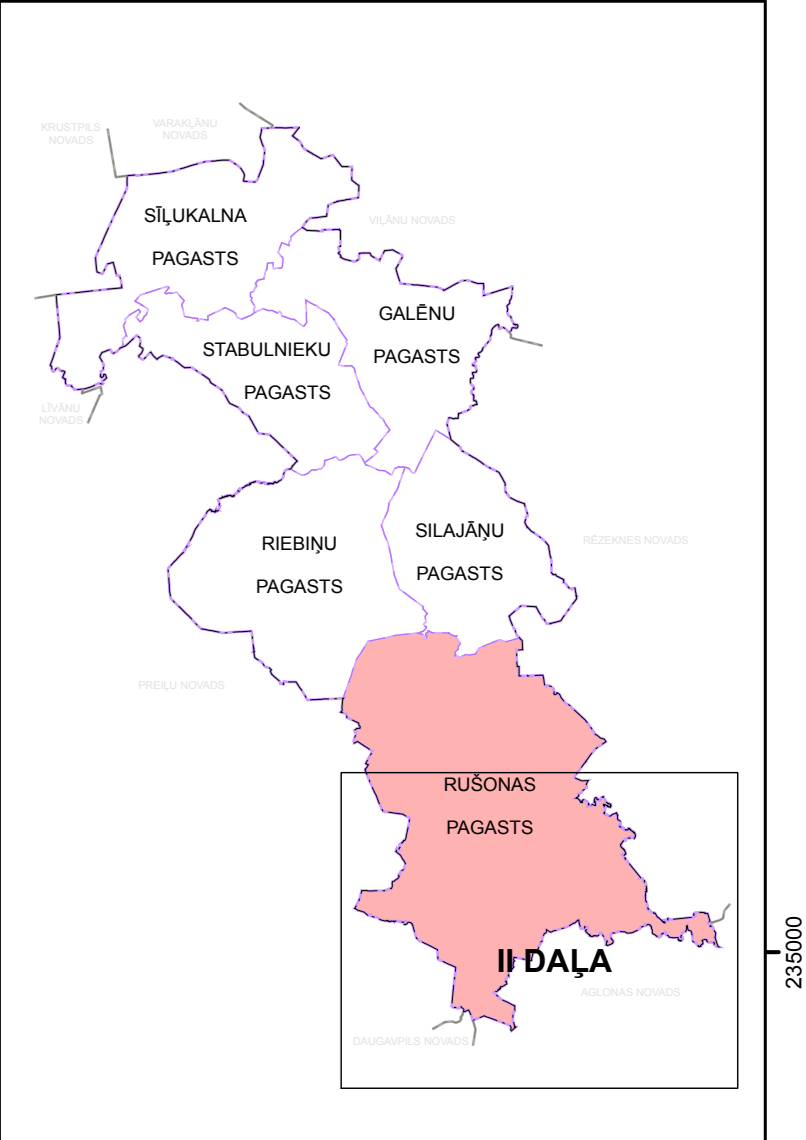 KRUSTPILS
NOVADS
VARAKĻĀNU
NOVADS
SĪĻUKALNA
PAGASTS
VIĻĀNU NOVADS
GALĒNU
PAGASTS
STABULNIEKU
PAGASTS
LĪVĀNU
NOVADS
RIEBIŅU
PAGASTS
SILAJĀŅU
PAGASTS
RĒZEKNES NOVADS
PREIĻU NOVADS
RUŠONAS
PAGASTS
II DAĻA
AGLONAS NOVADS
DAUGAVPILS NOVADS
235000